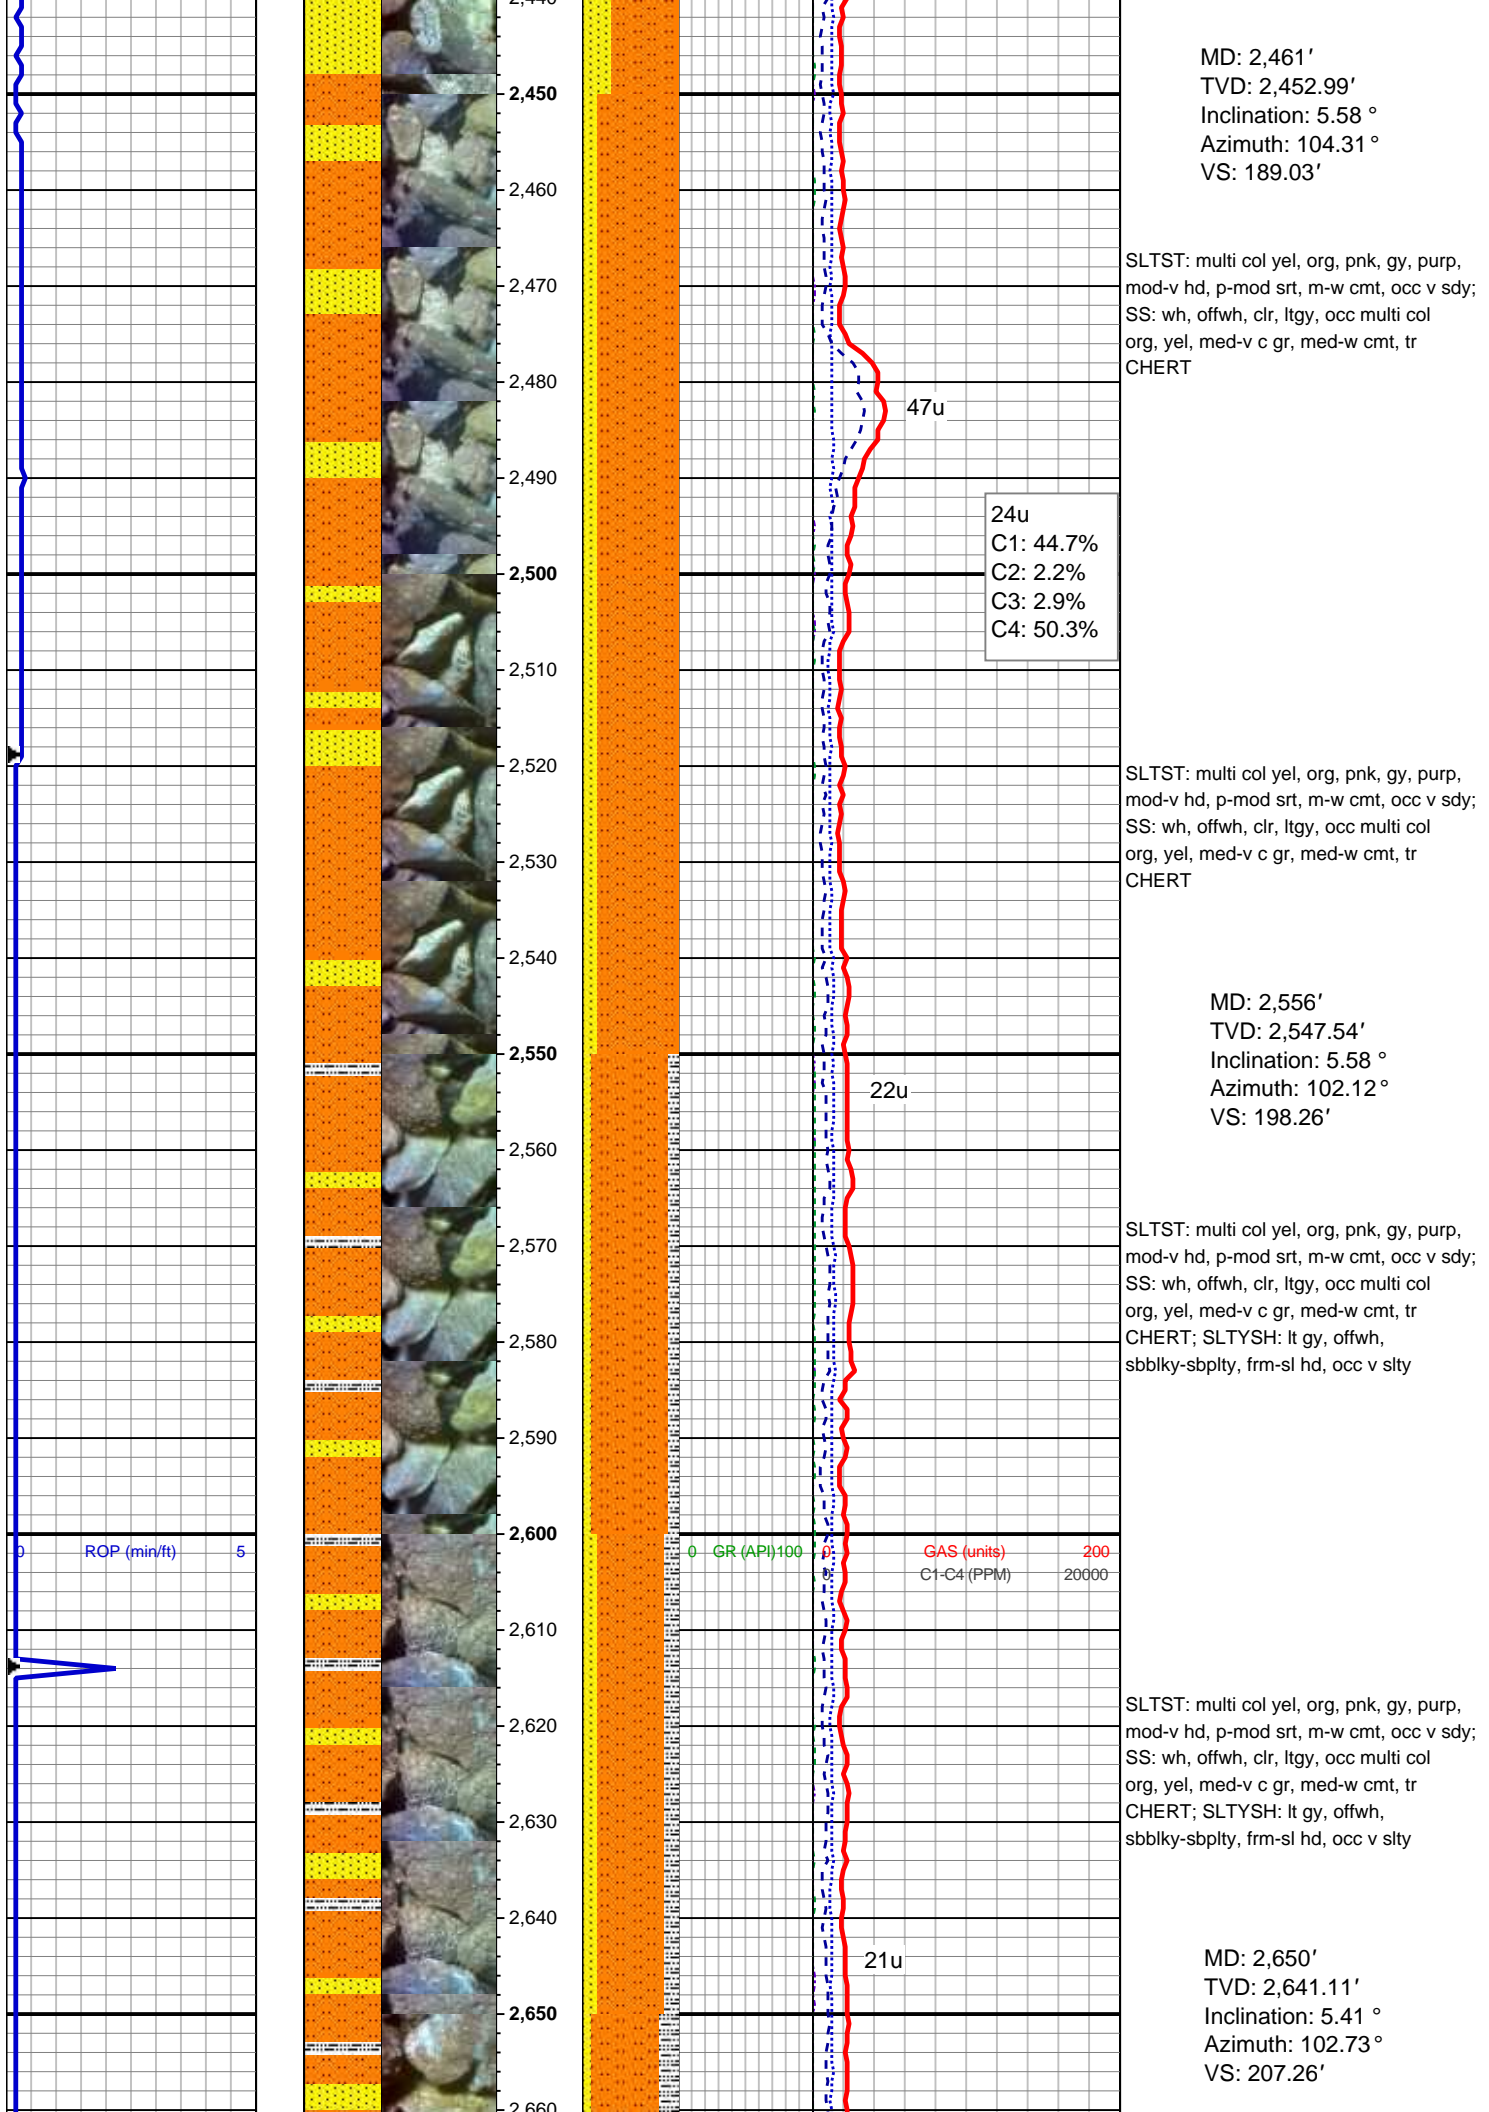 2,440
MD: 2,461′
TVD: 2,452.99′
Inclination: 5.58 °
Azimuth: 104.31 °
VS: 189.03′
2,450
2,460
SLTST: multi col yel, org, pnk, gy, purp,
mod-v hd, p-mod srt, m-w cmt, occ v sdy;
SS: wh, offwh, clr, ltgy, occ multi col
org, yel, med-v c gr, med-w cmt, tr
CHERT
2,470
2,480
47u
2,490
24u
C1: 44.7%
C2: 2.2%
C3: 2.9%
C4: 50.3%
2,500
2,510
2,520
SLTST: multi col yel, org, pnk, gy, purp,
mod-v hd, p-mod srt, m-w cmt, occ v sdy;
SS: wh, offwh, clr, ltgy, occ multi col
org, yel, med-v c gr, med-w cmt, tr
CHERT
2,530
2,540
MD: 2,556′
TVD: 2,547.54′
Inclination: 5.58 °
Azimuth: 102.12 °
VS: 198.26′
2,550
22u
2,560
2,570
SLTST: multi col yel, org, pnk, gy, purp,
mod-v hd, p-mod srt, m-w cmt, occ v sdy;
SS: wh, offwh, clr, ltgy, occ multi col
org, yel, med-v c gr, med-w cmt, tr
CHERT; SLTYSH: lt gy, offwh,
sbblky-sbplty, frm-sl hd, occ v slty
2,580
2,590
2,600
0 ROP (min/ft) 5
0 GR (API) 100
0 GAS (units) 200
0 C1-C4 (PPM) 20000
2,610
2,620
SLTST: multi col yel, org, pnk, gy, purp,
mod-v hd, p-mod srt, m-w cmt, occ v sdy;
SS: wh, offwh, clr, ltgy, occ multi col
org, yel, med-v c gr, med-w cmt, tr
CHERT; SLTYSH: lt gy, offwh,
sbblky-sbplty, frm-sl hd, occ v slty
2,630
2,640
21u
MD: 2,650′
TVD: 2,641.11′
Inclination: 5.41 °
Azimuth: 102.73 °
VS: 207.26′
2,650
2,660